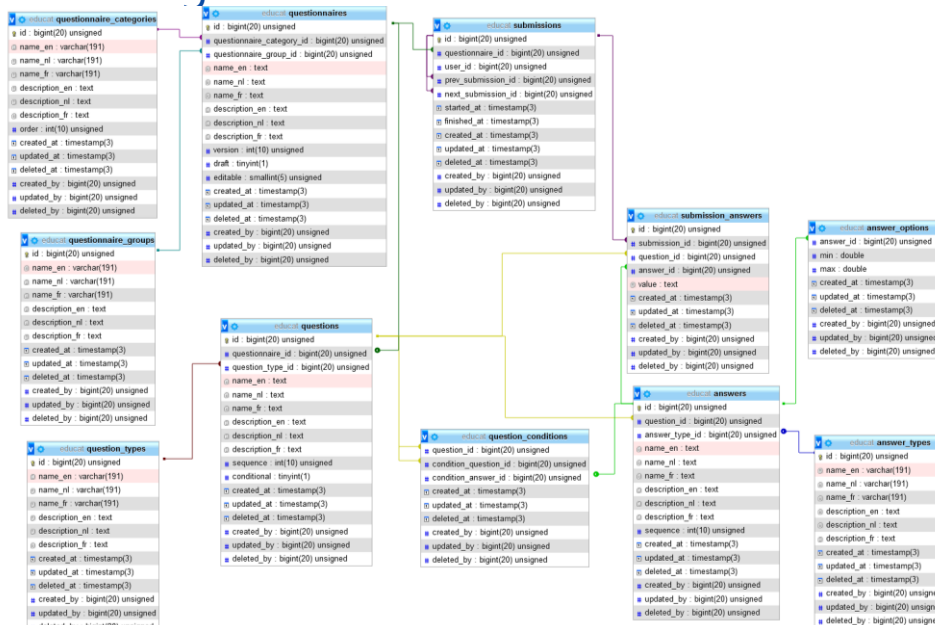 educat questionnaire_categories
id : bigint(20) unsigned
name_en : varchar(191)
name_nl : varchar(191)
name_fr : varchar(191)
description_en : text
description_nl : text
description_fr : text
order : int(10) unsigned
created_at : timestamp(3)
updated_at : timestamp(3)
deleted_at : timestamp(3)
created_by : bigint(20) unsigned
updated_by : bigint(20) unsigned
deleted_by : bigint(20) unsigned
educat questionnaires
id : bigint(20) unsigned
questionnaire_category_id : bigint(20) unsigned
questionnaire_group_id : bigint(20) unsigned
name_en : text
name_nl : text
name_fr : text
description_en : text
description_nl : text
description_fr : text
version : int(10) unsigned
draft : tinyint(1)
editable : smallint(5) unsigned
created_at : timestamp(3)
updated_at : timestamp(3)
deleted_at : timestamp(3)
created_by : bigint(20) unsigned
updated_by : bigint(20) unsigned
deleted_by : bigint(20) unsigned
educat submissions
id : bigint(20) unsigned
questionnaire_id : bigint(20) unsigned
user_id : bigint(20) unsigned
prev_submission_id : bigint(20) unsigned
next_submission_id : bigint(20) unsigned
started_at : timestamp(3)
finished_at : timestamp(3)
created_at : timestamp(3)
updated_at : timestamp(3)
deleted_at : timestamp(3)
created_by : bigint(20) unsigned
updated_by : bigint(20) unsigned
deleted_by : bigint(20) unsigned
educat submission_answers
id : bigint(20) unsigned
submission_id : bigint(20) unsigned
question_id : bigint(20) unsigned
answer_id : bigint(20) unsigned
value : text
created_at : timestamp(3)
updated_at : timestamp(3)
deleted_at : timestamp(3)
created_by : bigint(20) unsigned
updated_by : bigint(20) unsigned
deleted_by : bigint(20) unsigned
educat answer_options
answer_id : bigint(20) unsigned
min : double
max : double
created_at : timestamp(3)
updated_at : timestamp(3)
deleted_at : timestamp(3)
created_by : bigint(20) unsigned
updated_by : bigint(20) unsigned
deleted_by : bigint(20) unsigned
educat questionnaire_groups
id : bigint(20) unsigned
name_en : varchar(191)
name_nl : varchar(191)
name_fr : varchar(191)
description_en : text
description_nl : text
description_fr : text
created_at : timestamp(3)
updated_at : timestamp(3)
deleted_at : timestamp(3)
created_by : bigint(20) unsigned
updated_by : bigint(20) unsigned
deleted_by : bigint(20) unsigned
educat questions
id : bigint(20) unsigned
questionnaire_id : bigint(20) unsigned
question_type_id : bigint(20) unsigned
name_en : text
name_nl : text
name_fr : text
description_en : text
description_nl : text
description_fr : text
sequence : int(10) unsigned
conditional : tinyint(1)
created_at : timestamp(3)
updated_at : timestamp(3)
deleted_at : timestamp(3)
created_by : bigint(20) unsigned
updated_by : bigint(20) unsigned
deleted_by : bigint(20) unsigned
educat question_conditions
question_id : bigint(20) unsigned
condition_question_id : bigint(20) unsigned
condition_answer_id : bigint(20) unsigned
created_at : timestamp(3)
updated_at : timestamp(3)
deleted_at : timestamp(3)
created_by : bigint(20) unsigned
updated_by : bigint(20) unsigned
deleted_by : bigint(20) unsigned
educat answers
id : bigint(20) unsigned
question_id : bigint(20) unsigned
answer_type_id : bigint(20) unsigned
name_en : text
name_nl : text
name_fr : text
description_en : text
description_nl : text
description_fr : text
sequence : int(10) unsigned
created_at : timestamp(3)
updated_at : timestamp(3)
deleted_at : timestamp(3)
created_by : bigint(20) unsigned
updated_by : bigint(20) unsigned
deleted_by : bigint(20) unsigned
educat question_types
id : bigint(20) unsigned
name_en : varchar(191)
name_nl : varchar(191)
name_fr : varchar(191)
description_en : text
description_nl : text
description_fr : text
created_at : timestamp(3)
updated_at : timestamp(3)
deleted_at : timestamp(3)
created_by : bigint(20) unsigned
updated_by : bigint(20) unsigned
educat answer_types
id : bigint(20) unsigned
name_en : varchar(191)
name_nl : varchar(191)
name_fr : varchar(191)
description_en : text
description_nl : text
description_fr : text
created_at : timestamp(3)
updated_at : timestamp(3)
deleted_at : timestamp(3)
created_by : bigint(20) unsigne
updated_by : bigint(20) unsign
deleted_by : bigint(20) unsigne